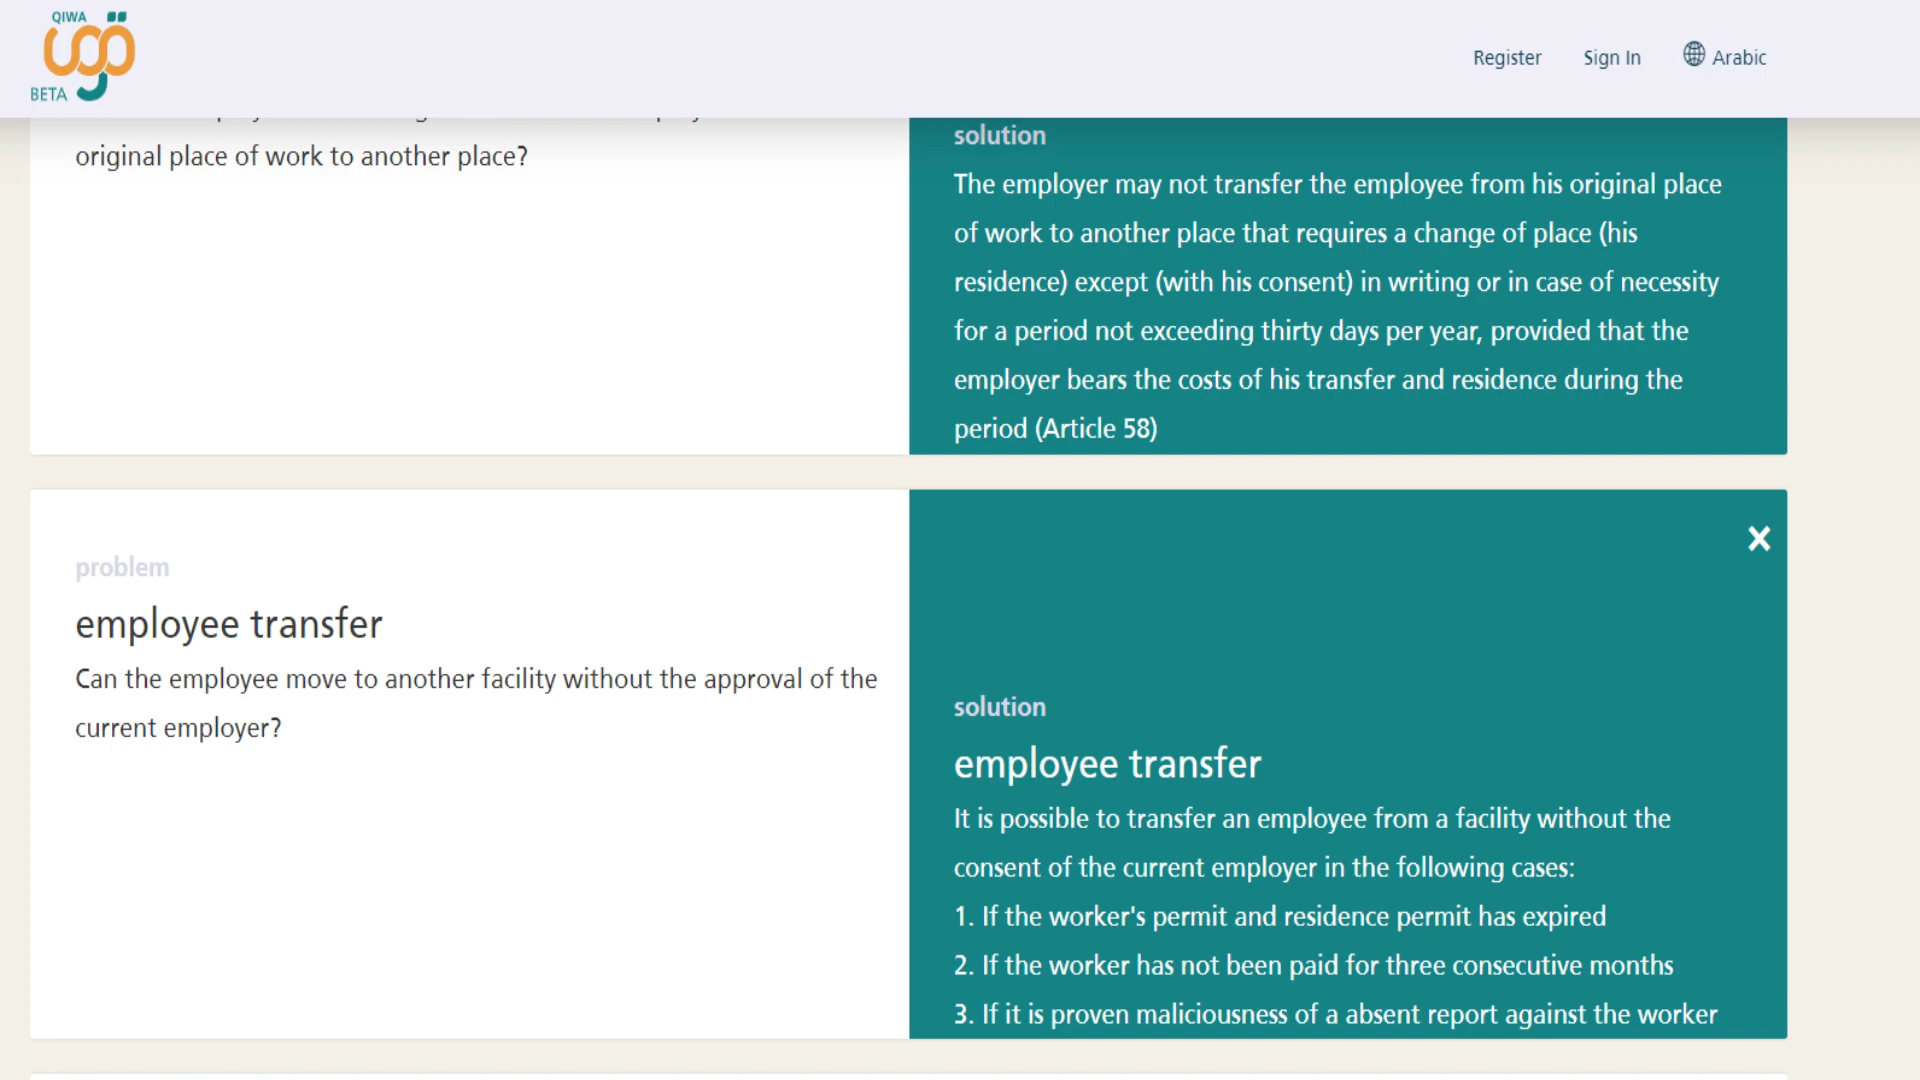 QIWA
قوى
BETA
Register
Sign In
Arabic
original place of work to another place?
solution
The employer may not transfer the employee from his original place
of work to another place that requires a change of place (his
residence) except (with his consent) in writing or in case of necessity
for a period not exceeding thirty days per year, provided that the
employer bears the costs of his transfer and residence during the
period (Article 58)
problem
employee transfer
Can the employee move to another facility without the approval of the
current employer?
solution
employee transfer
It is possible to transfer an employee from a facility without the
consent of the current employer in the following cases:
1. If the worker's permit and residence permit has expired
2. If the worker has not been paid for three consecutive months
3. If it is proven maliciousness of a absent report against the worker